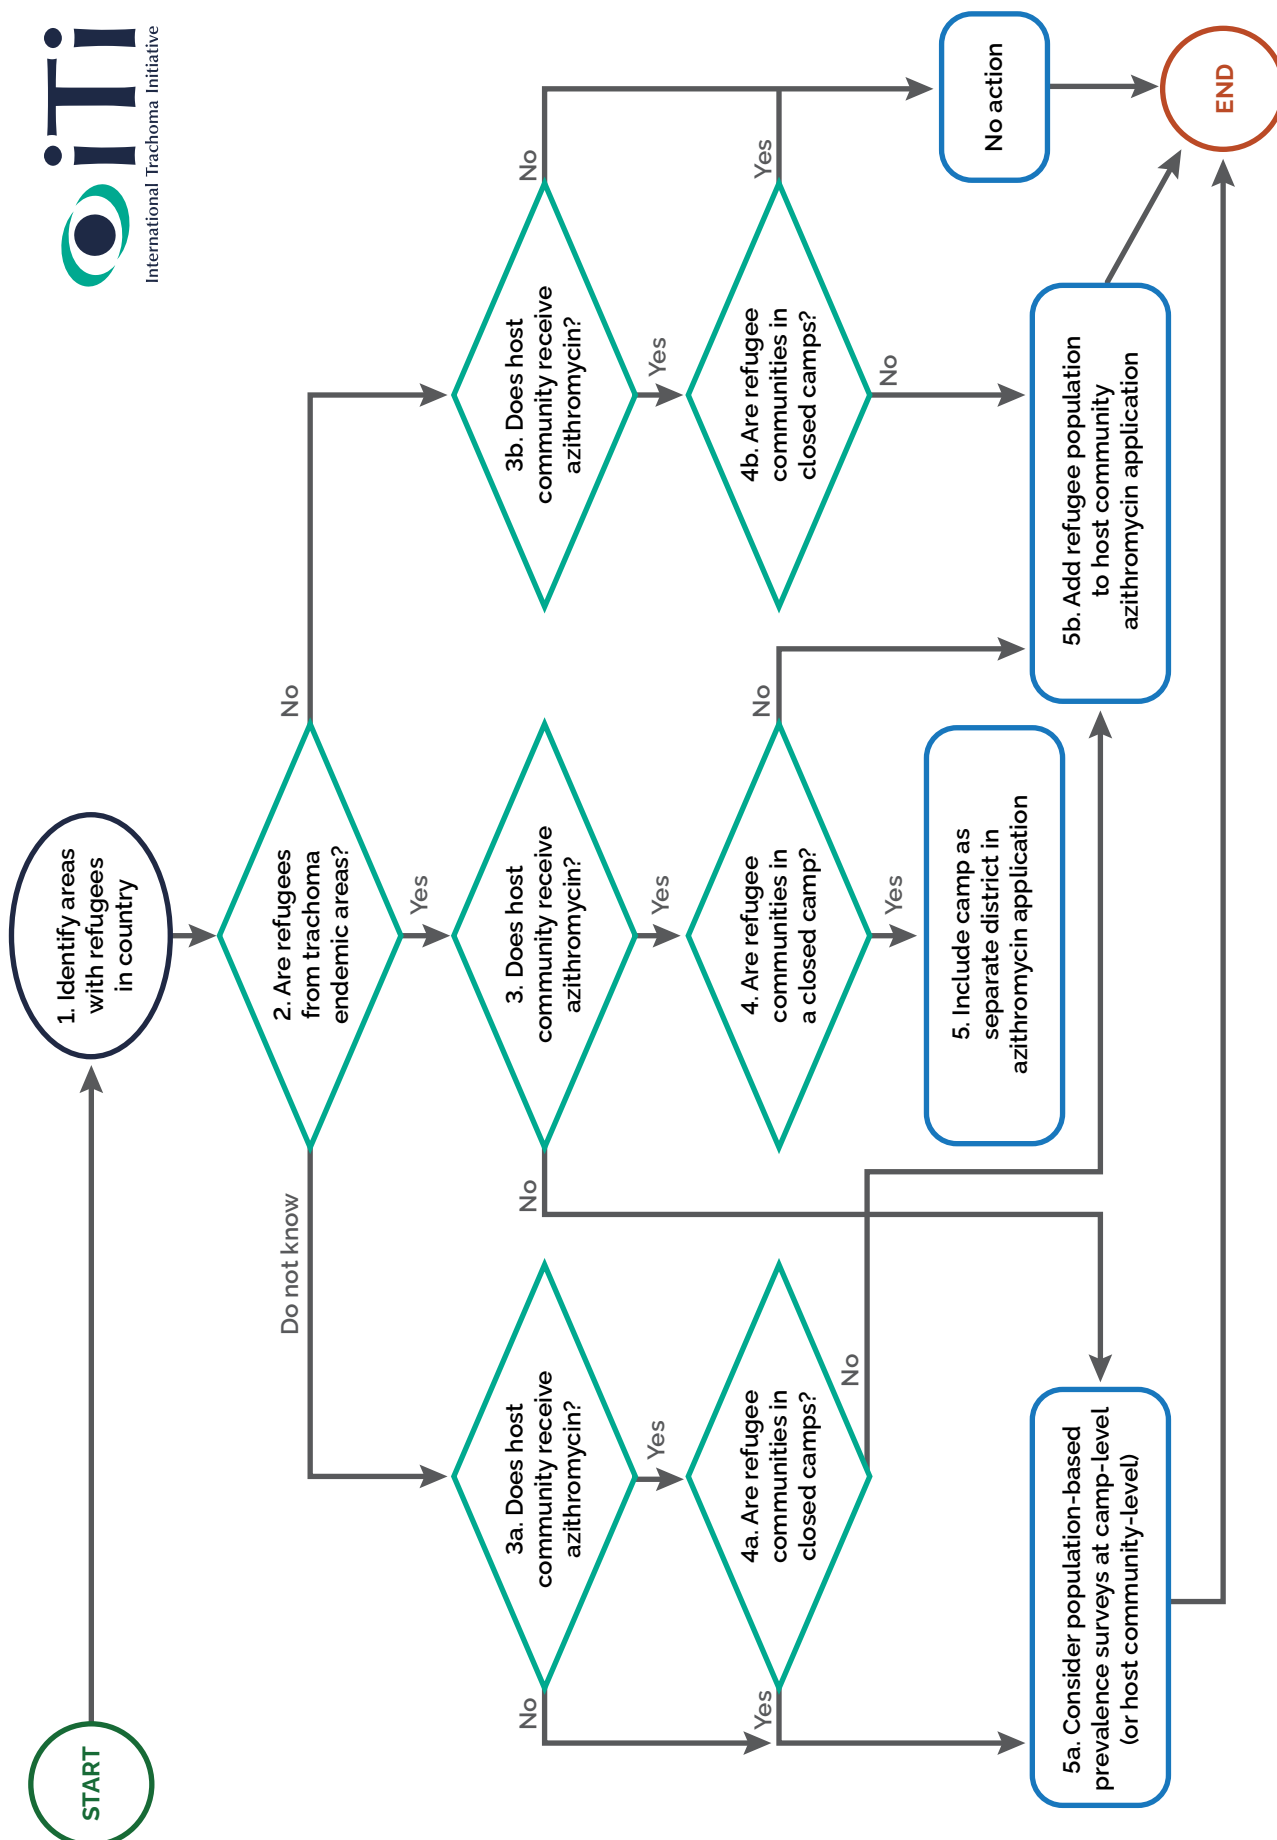 iTi
International Trachoma Initiative
START
1. Identify areas
with refugees
in country
2. Are refugees
from trachoma
endemic areas?
Do not know
Yes
No
3a. Does host
community receive
azithromycin?
No
Yes
3. Does host
community receive
azithromycin?
No
Yes
3b. Does host
community receive
azithromycin?
No
Yes
4a. Are refugee
communities in
closed camps?
Yes
No
4. Are refugee
communities in
a closed camp?
Yes
No
4b. Are refugee
communities in
closed camps?
Yes
No
5. Include camp as
separate district in
azithromycin application
No action
5a. Consider population-based
prevalence surveys at camp-level
(or host community-level)
5b. Add refugee population
to host community
azithromycin application
END